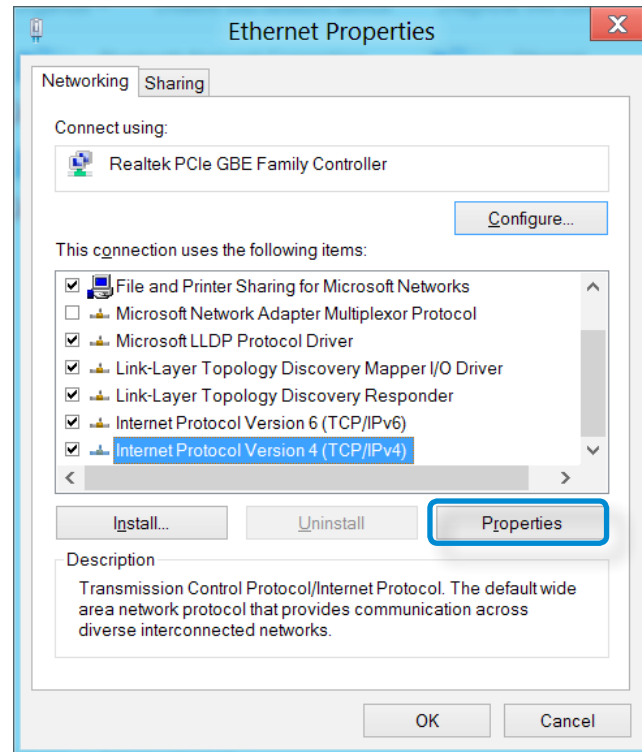 Ethernet Properties
X
Networking
Sharing
Connect using:
Realtek PCIe GBE Family Controller
Configure...
This connection uses the following items:
File and Printer Sharing for Microsoft Networks
Microsoft Network Adapter Multiplexor Protocol
Microsoft LLDP Protocol Driver
Link-Layer Topology Discovery Mapper I/O Driver
Link-Layer Topology Discovery Responder
Internet Protocol Version 6 (TCP/IPv6)
Internet Protocol Version 4 (TCP/IPv4)
Install...
Uninstall
Properties
Description
Transmission Control Protocol/Internet Protocol. The default wide
area network protocol that provides communication across
diverse interconnected networks.
OK
Cancel